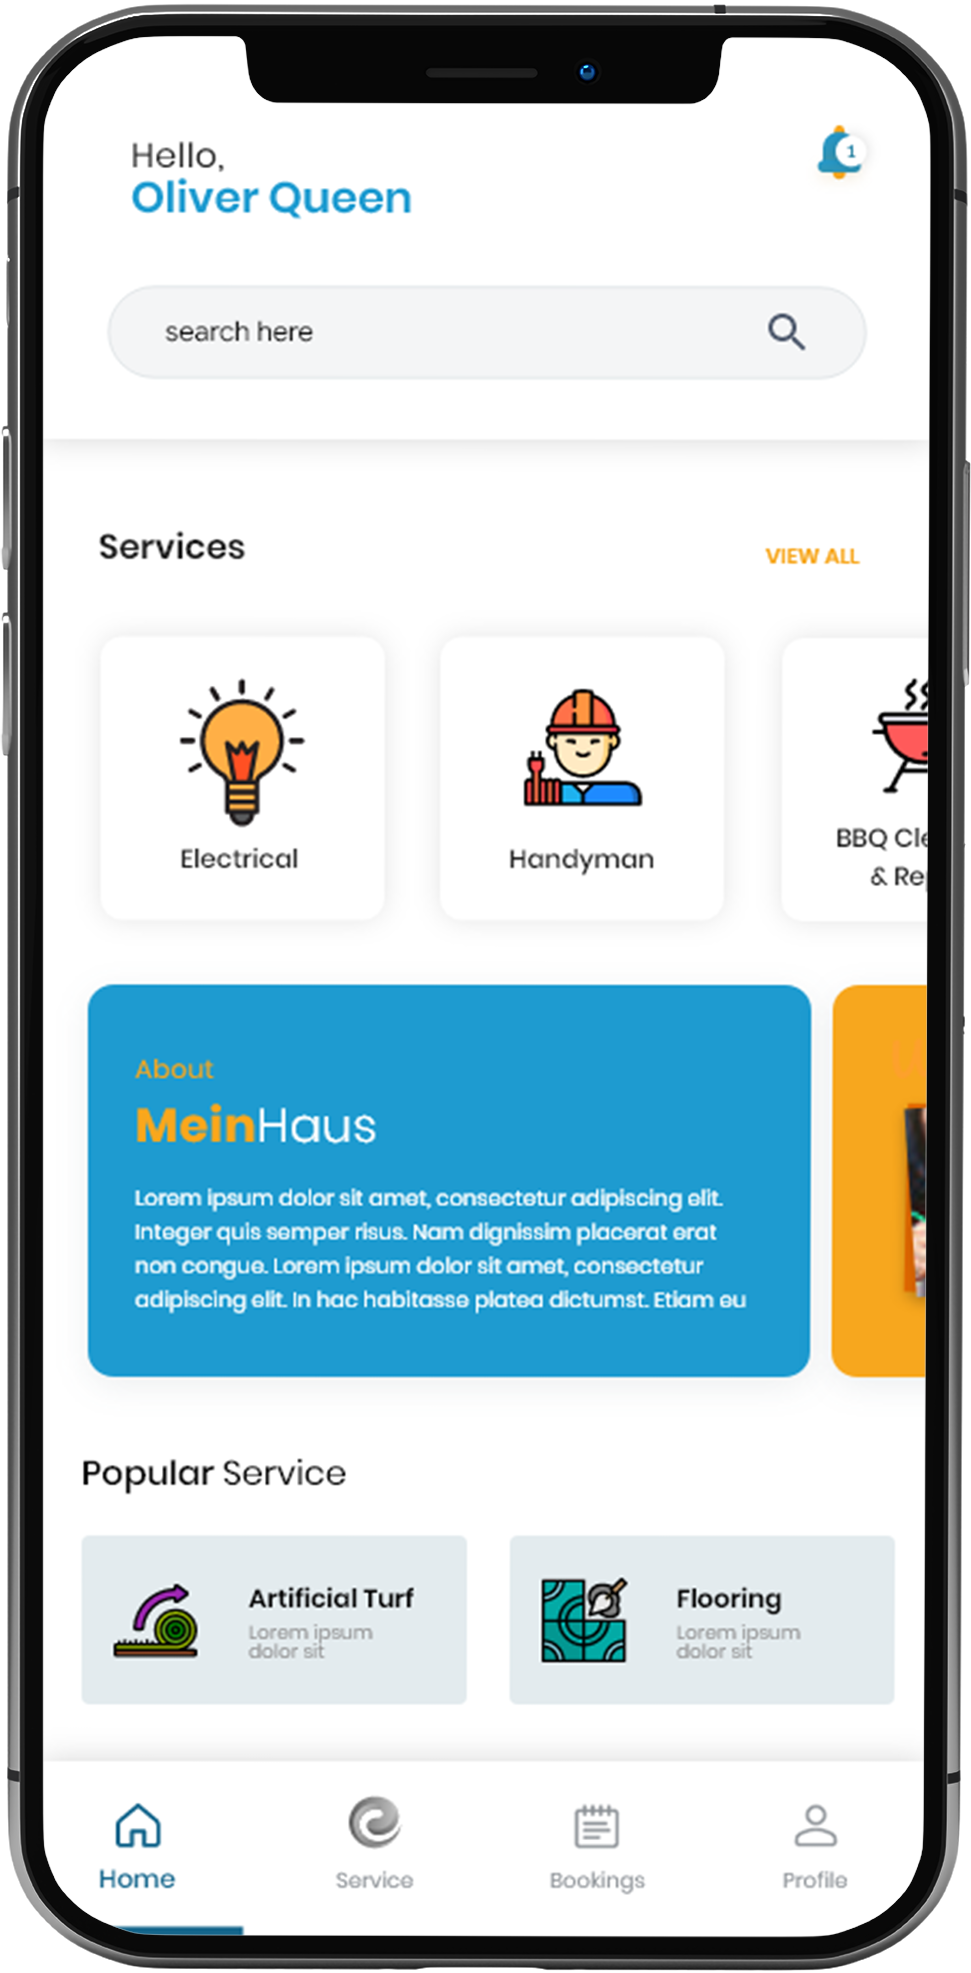 Hello,
1
Oliver Queen
search here
Services
VIEW ALL
Electrical
Handyman
BBQ Cle
& Re
About
MeinHaus
Lorem ipsum dolor sit amet, consectetur adipiscing elit.
Integer quis semper risus. Nam dignissim placerat erat
non congue. Lorem ipsum dolor sit amet, consectetur
adipiscing elit. In hac habitasse platea dictumst. Etiam eu
Popular Service
Artificial Turf
Lorem ipsum
dolor sit
Flooring
Lorem ipsum
dolor sit
Home
Service
Bookings
Profile